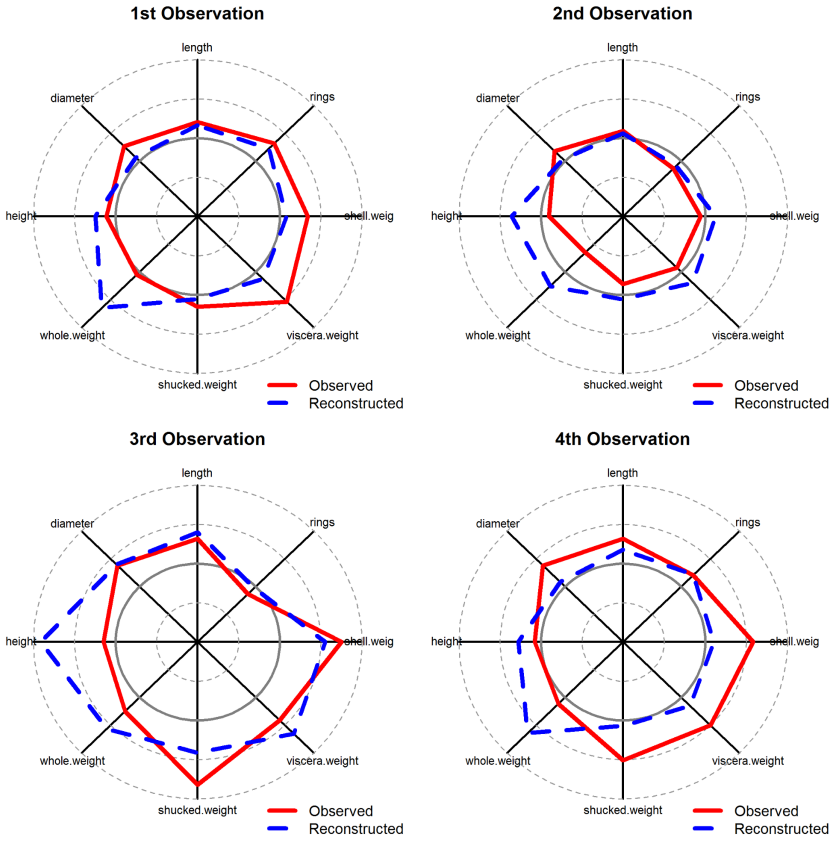 1st Observation
length
diameter
rings
height
shell.weig
whole.weight
viscera.weight
shucked.weight
Observed
Reconstructed
2nd Observation
length
diameter
rings
height
shell.weig
whole.weight
viscera.weight
shucked.weight
Observed
Reconstructed
3rd Observation
length
diameter
rings
height
shell.weig
whole.weight
viscera.weight
shucked.weight
Observed
Reconstructed
4th Observation
length
diameter
rings
height
shell.weig
whole.weight
viscera.weight
shucked.weight
Observed
Reconstructed